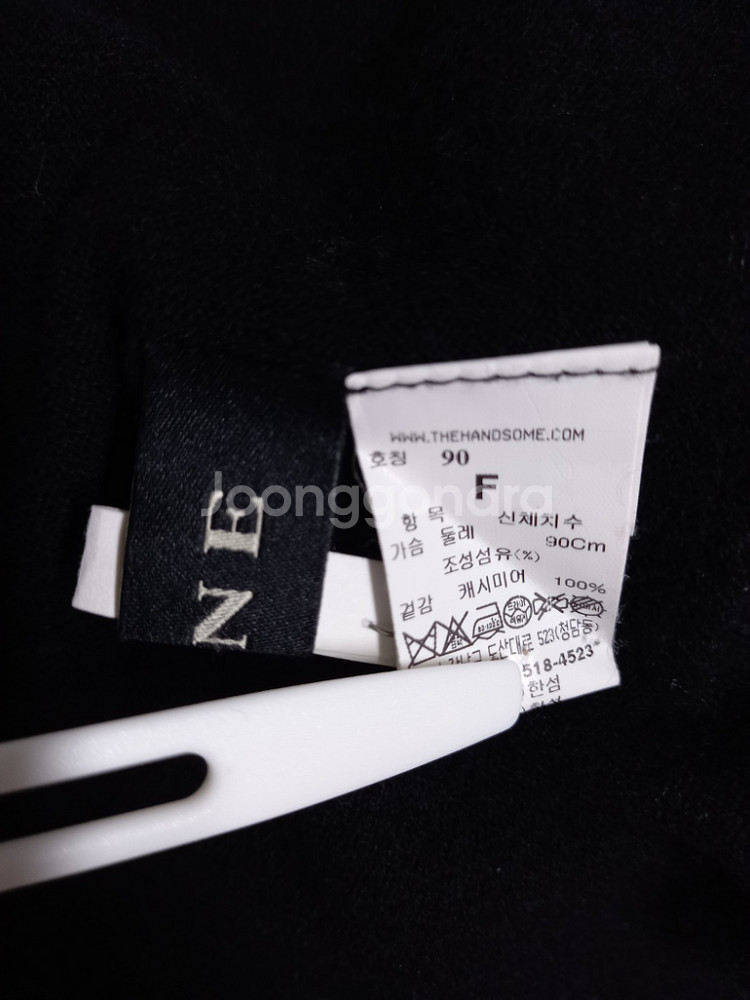 WWW.THEHANDSOME.COM
호칭 90
F
Joonggonara
항 목 신체치수
가슴 둘레 90Cm
조성섬유(%)
겉감 캐시미어 100%
도산대로 523(청담동)
518-4523
한섬
NE